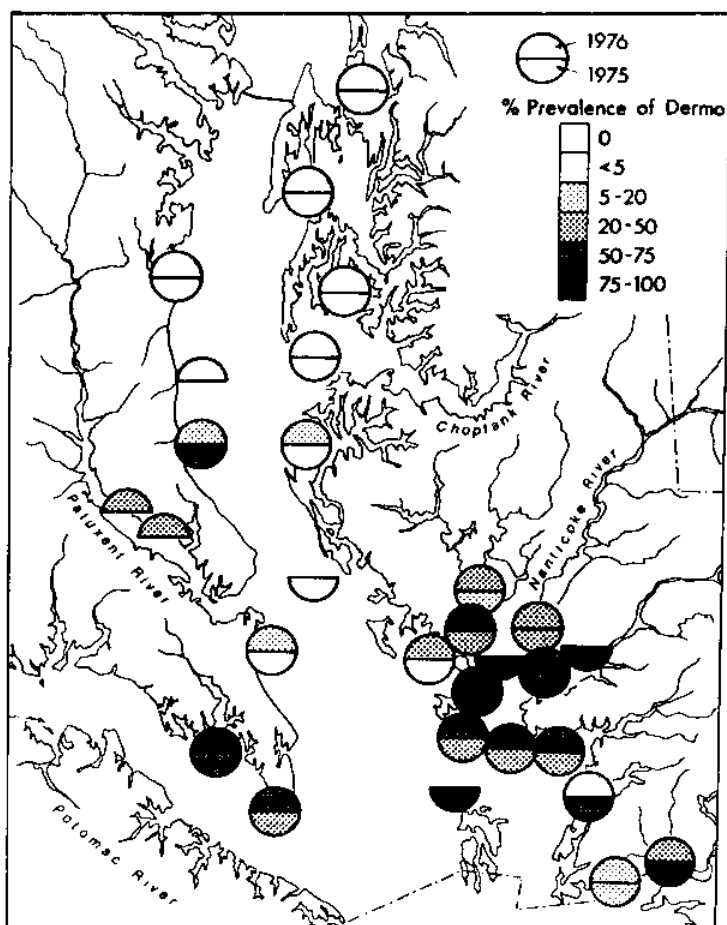 1976
1975
% Prevalence of Dermo
0
<5
5-20
20-50
50-75
75-100
Choptank River
Nanticoke River
Patuxent River
Potomac River